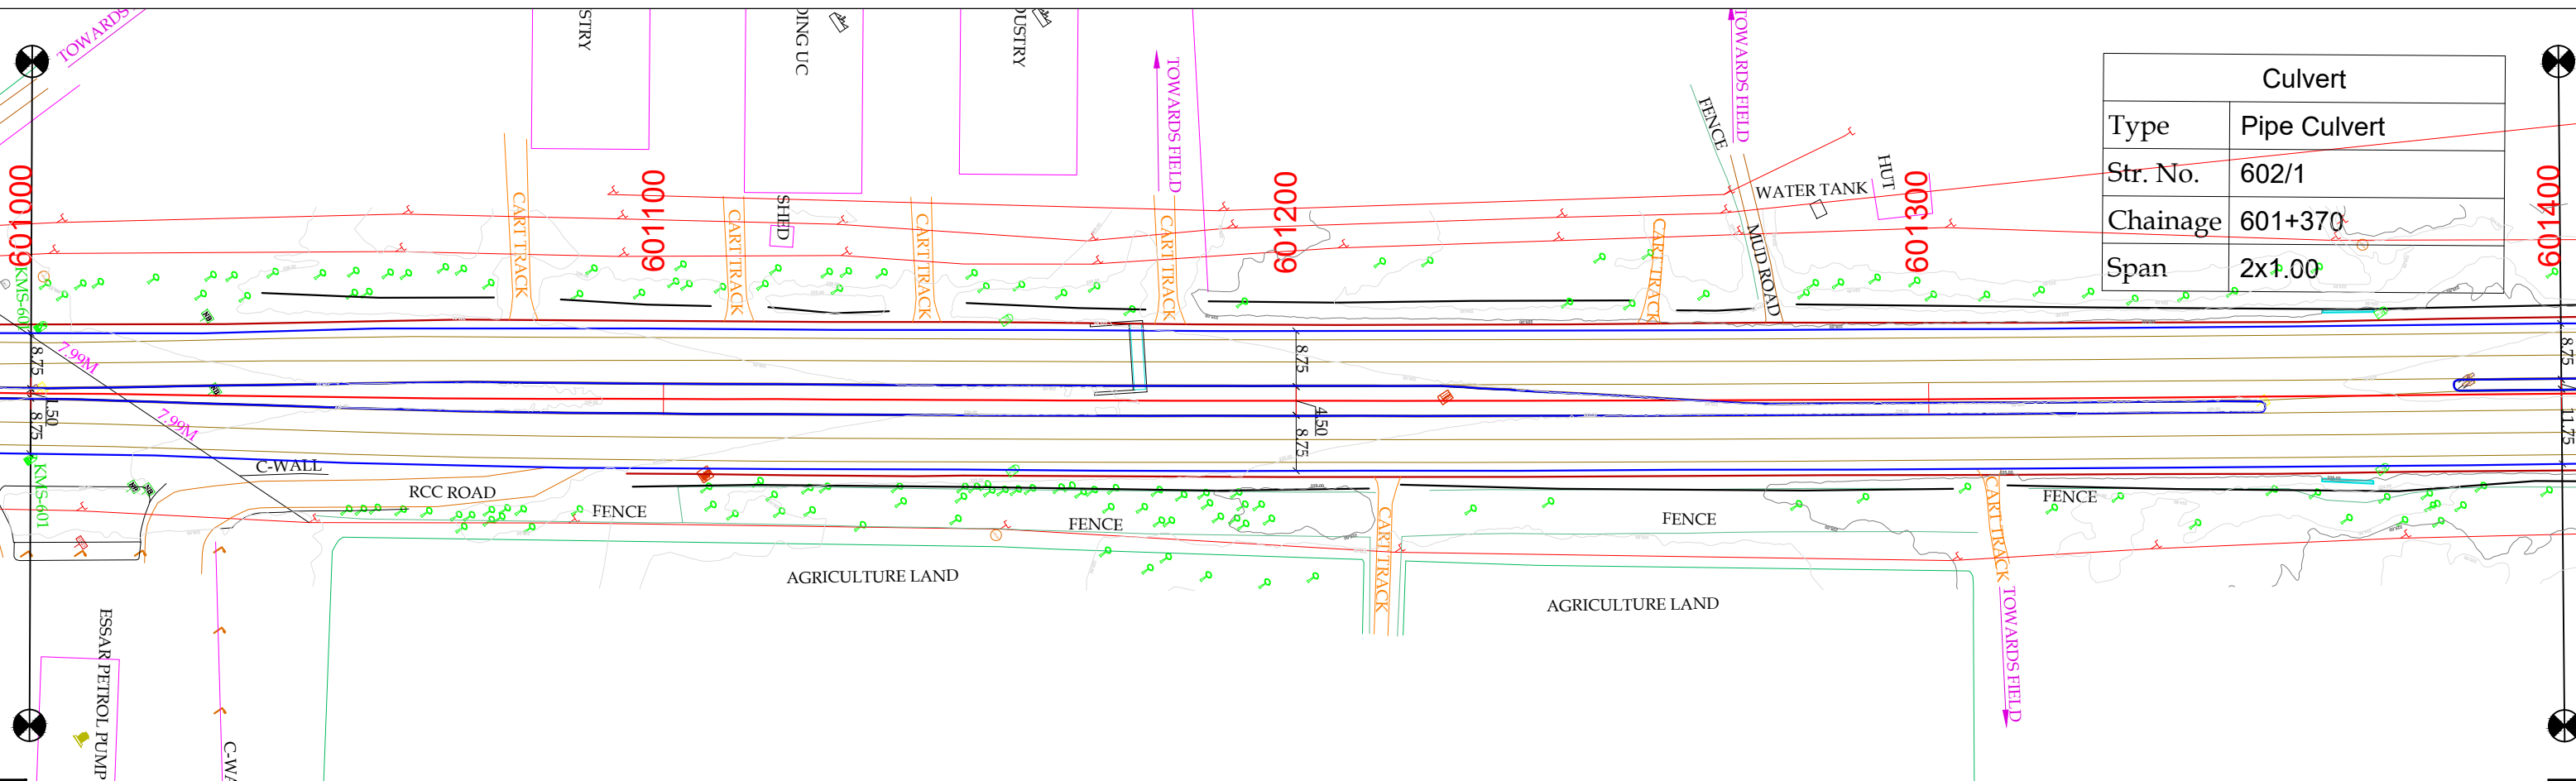 TOWARDS
STRY
DING UC
DUSTRY
TOWARDS FIELD
TOWARDS FIELD
FENCE
Culvert
Type Pipe Culvert
Str. No. 602/1
Chainage 601+370
Span 2x1.00
601000
601100
601200
601300
601400
CART TRACK
CART TRACK
SHED
CART TRACK
CART TRACK
CART TRACK
MUD ROAD
WATER TANK
HUT
KMS-601
8.75
7.99M
1.50
8.75
7.99M
8.75
4.50
8.75
8.75
11.75
KMS-601
C-WALL
RCC ROAD
FENCE
FENCE
FENCE
FENCE
CART TRACK
CART TRACK
AGRICULTURE LAND
AGRICULTURE LAND
TOWARDS FIELD
ESSAR PETROL PUMP
C-WA